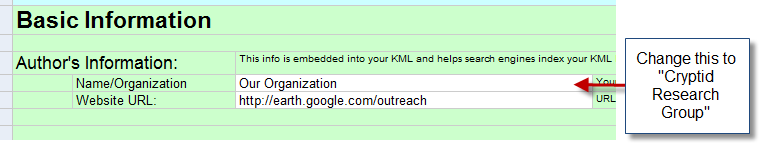 Basic Information
Author's Information: This info is embedded into your KML and helps search engines index your KML
Name/Organization Our Organization
Website URL: http://earth.google.com/outreach URL
Change this to
"Cryptid
Research
Group"